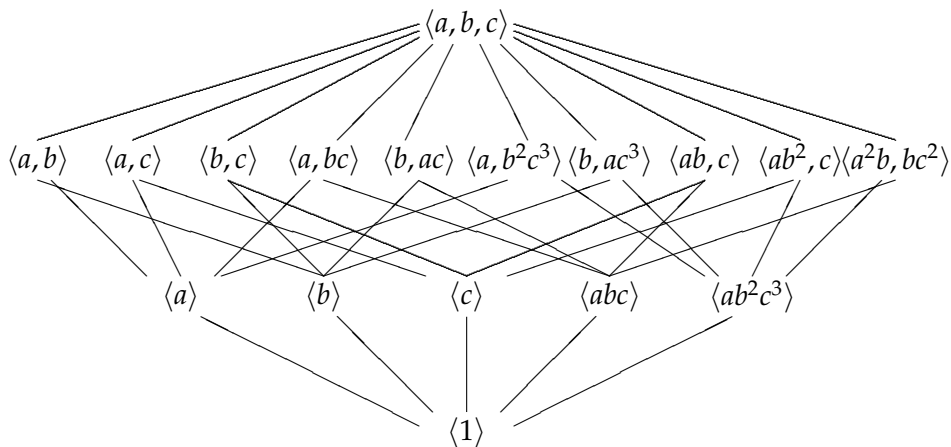 ⟨a, b, c⟩
⟨a, b⟩ ⟨a, c⟩ ⟨b, c⟩ ⟨a, bc⟩ ⟨b, ac⟩ ⟨a, b²c³⟩ ⟨b, ac³⟩ ⟨ab, c⟩ ⟨ab², c⟩ ⟨a²b, bc²⟩
⟨a⟩ ⟨b⟩ ⟨c⟩ ⟨abc⟩ ⟨ab²c³⟩
⟨1⟩